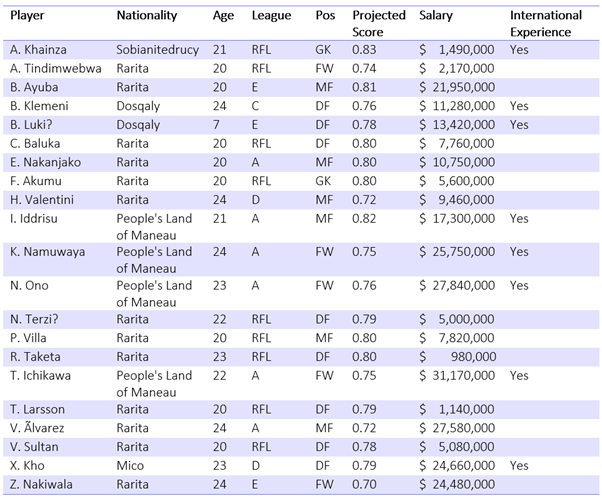 Player Nationality Age League Pos Projected Score Salary International Experience
A. Khainza Sobianitedrucy 21 RFL GK 0.83 $ 1,490,000 Yes
A. Tindimwebwa Rarita 20 RFL FW 0.74 $ 2,170,000
B. Ayuba Rarita 20 E MF 0.81 $ 21,950,000
B. Klemeni Dosqaly 24 C DF 0.76 $ 11,280,000 Yes
B. Luki? Dosqaly 7 E DF 0.78 $ 13,420,000 Yes
C. Baluka Rarita 20 RFL DF 0.80 $ 7,760,000
E. Nakanjako Rarita 20 A MF 0.80 $ 10,750,000
F. Akumu Rarita 20 RFL GK 0.80 $ 5,600,000
H. Valentini Rarita 24 D MF 0.72 $ 9,460,000
I. Iddrisu People's Land of Maneau 21 A MF 0.82 $ 17,300,000 Yes
K. Namuwaya People's Land of Maneau 24 A FW 0.75 $ 25,750,000 Yes
N. Ono People's Land of Maneau 23 A FW 0.76 $ 27,840,000 Yes
N. Terzi? Rarita 22 RFL DF 0.79 $ 5,000,000
P. Villa Rarita 20 RFL MF 0.80 $ 7,820,000
R. Taketa Rarita 23 RFL DF 0.80 $ 980,000
T. Ichikawa People's Land of Maneau 22 A FW 0.75 $ 31,170,000 Yes
T. Larsson Rarita 20 RFL DF 0.79 $ 1,140,000
V. Ãlvarez Rarita 24 A MF 0.72 $ 27,580,000
V. Sultan Rarita 20 RFL DF 0.78 $ 5,080,000
X. Kho Mico 23 D DF 0.79 $ 24,660,000 Yes
Z. Nakiwala Rarita 24 E FW 0.70 $ 24,480,000